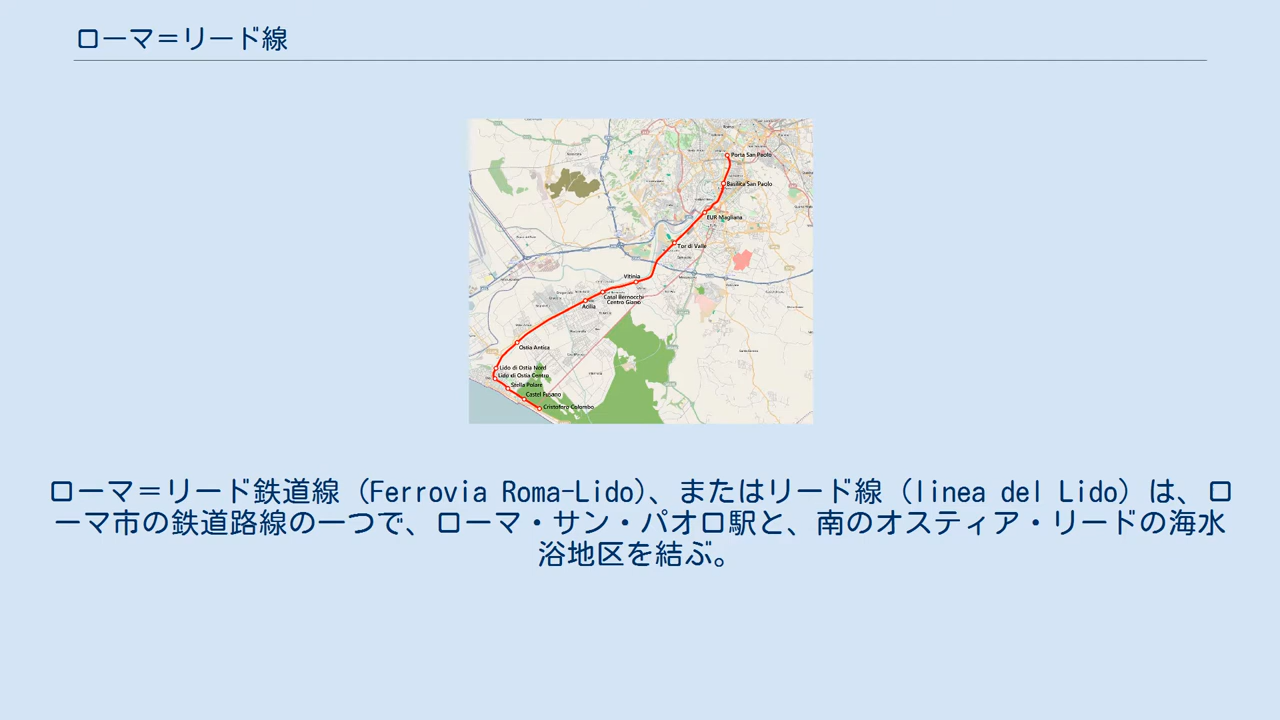 ローマ＝リード線
Porta San Paolo
Basilica San Paolo
EUR Magliana
Tor di Valle
Vitinia
Casal Bernocchi
Centro Giano
Acilia
Ostia Antica
Lido di Ostia Nord
Lido di Ostia Centro
Stella Polare
Castel Fusano
Cristoforo Colombo
ローマ＝リード鉄道線（Ferrovia Roma-Lido)、またはリード線（linea del Lido）は、ロ
ーマ市の鉄道路線の一つで、ローマ・サン・パオロ駅と、南のオスティア・リードの海水
浴地区を結ぶ。